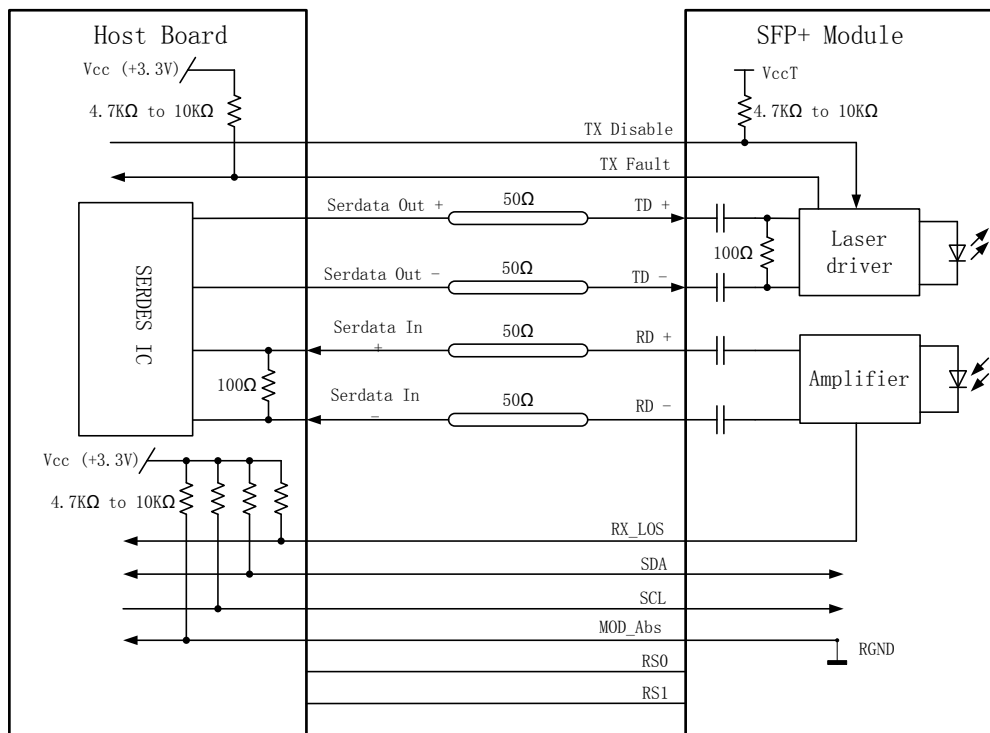 Host Board
SFP+ Module
Vcc (+3.3V)
VccT
4.7KΩ to 10KΩ
4.7KΩ to 10KΩ
TX Disable
TX Fault
Serdata Out +
50Ω
TD +
100Ω
Laser
driver
Serdata Out -
50Ω
TD -
SERDES IC
Serdata In
+
50Ω
RD +
100Ω
Serdata In
-
50Ω
RD -
Amplifier
Vcc (+3.3V)
4.7KΩ to 10KΩ
RX_LOS
SDA
SCL
MOD_Abs
RGND
RS0
RS1